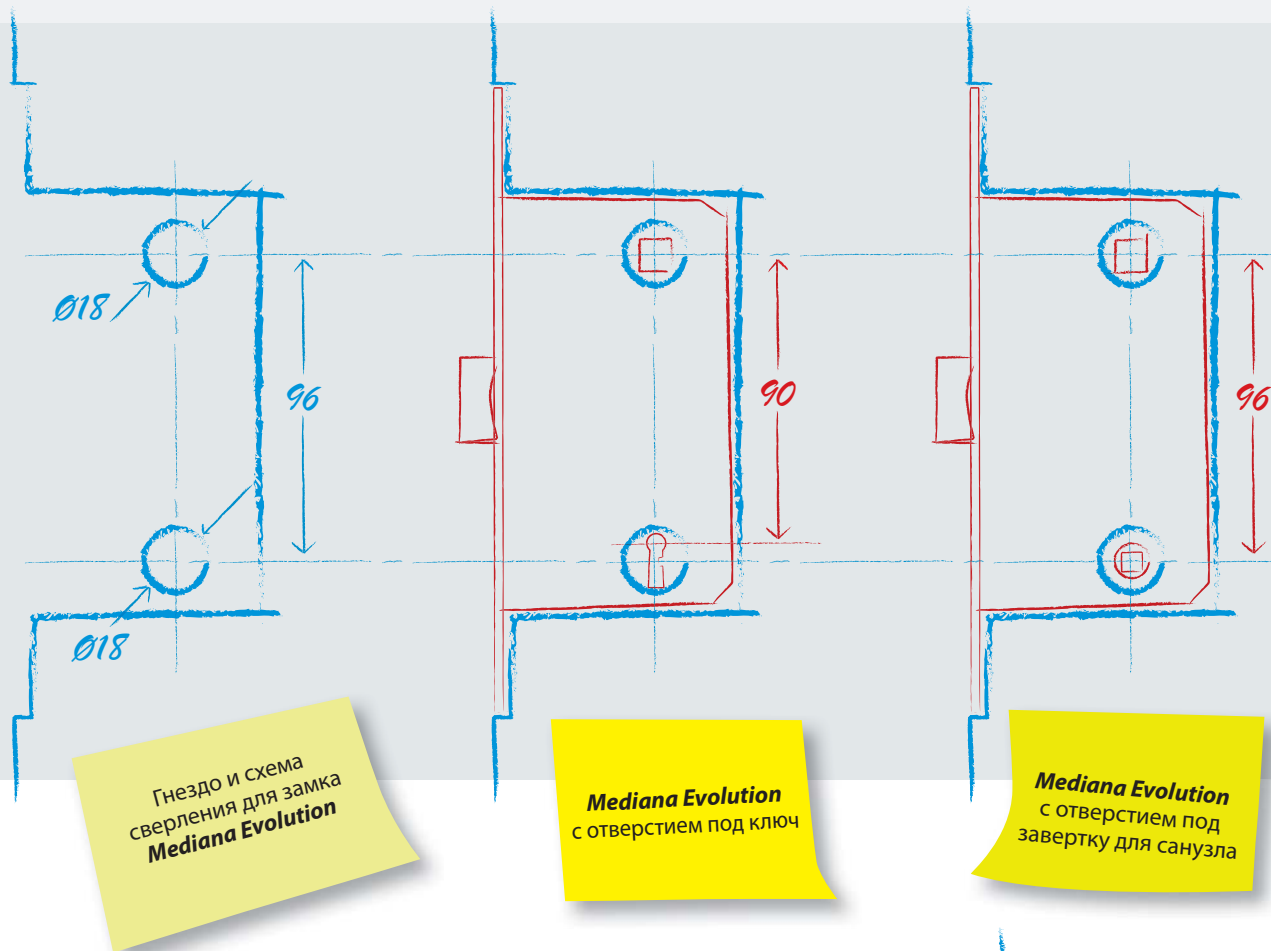 Ø18
96
Ø18
90
96
Гнездо и схема
сверления для замка
Mediana Evolution
Mediana Evolution
с отверстием под ключ
Mediana Evolution
с отверстием под
завертку для санузла